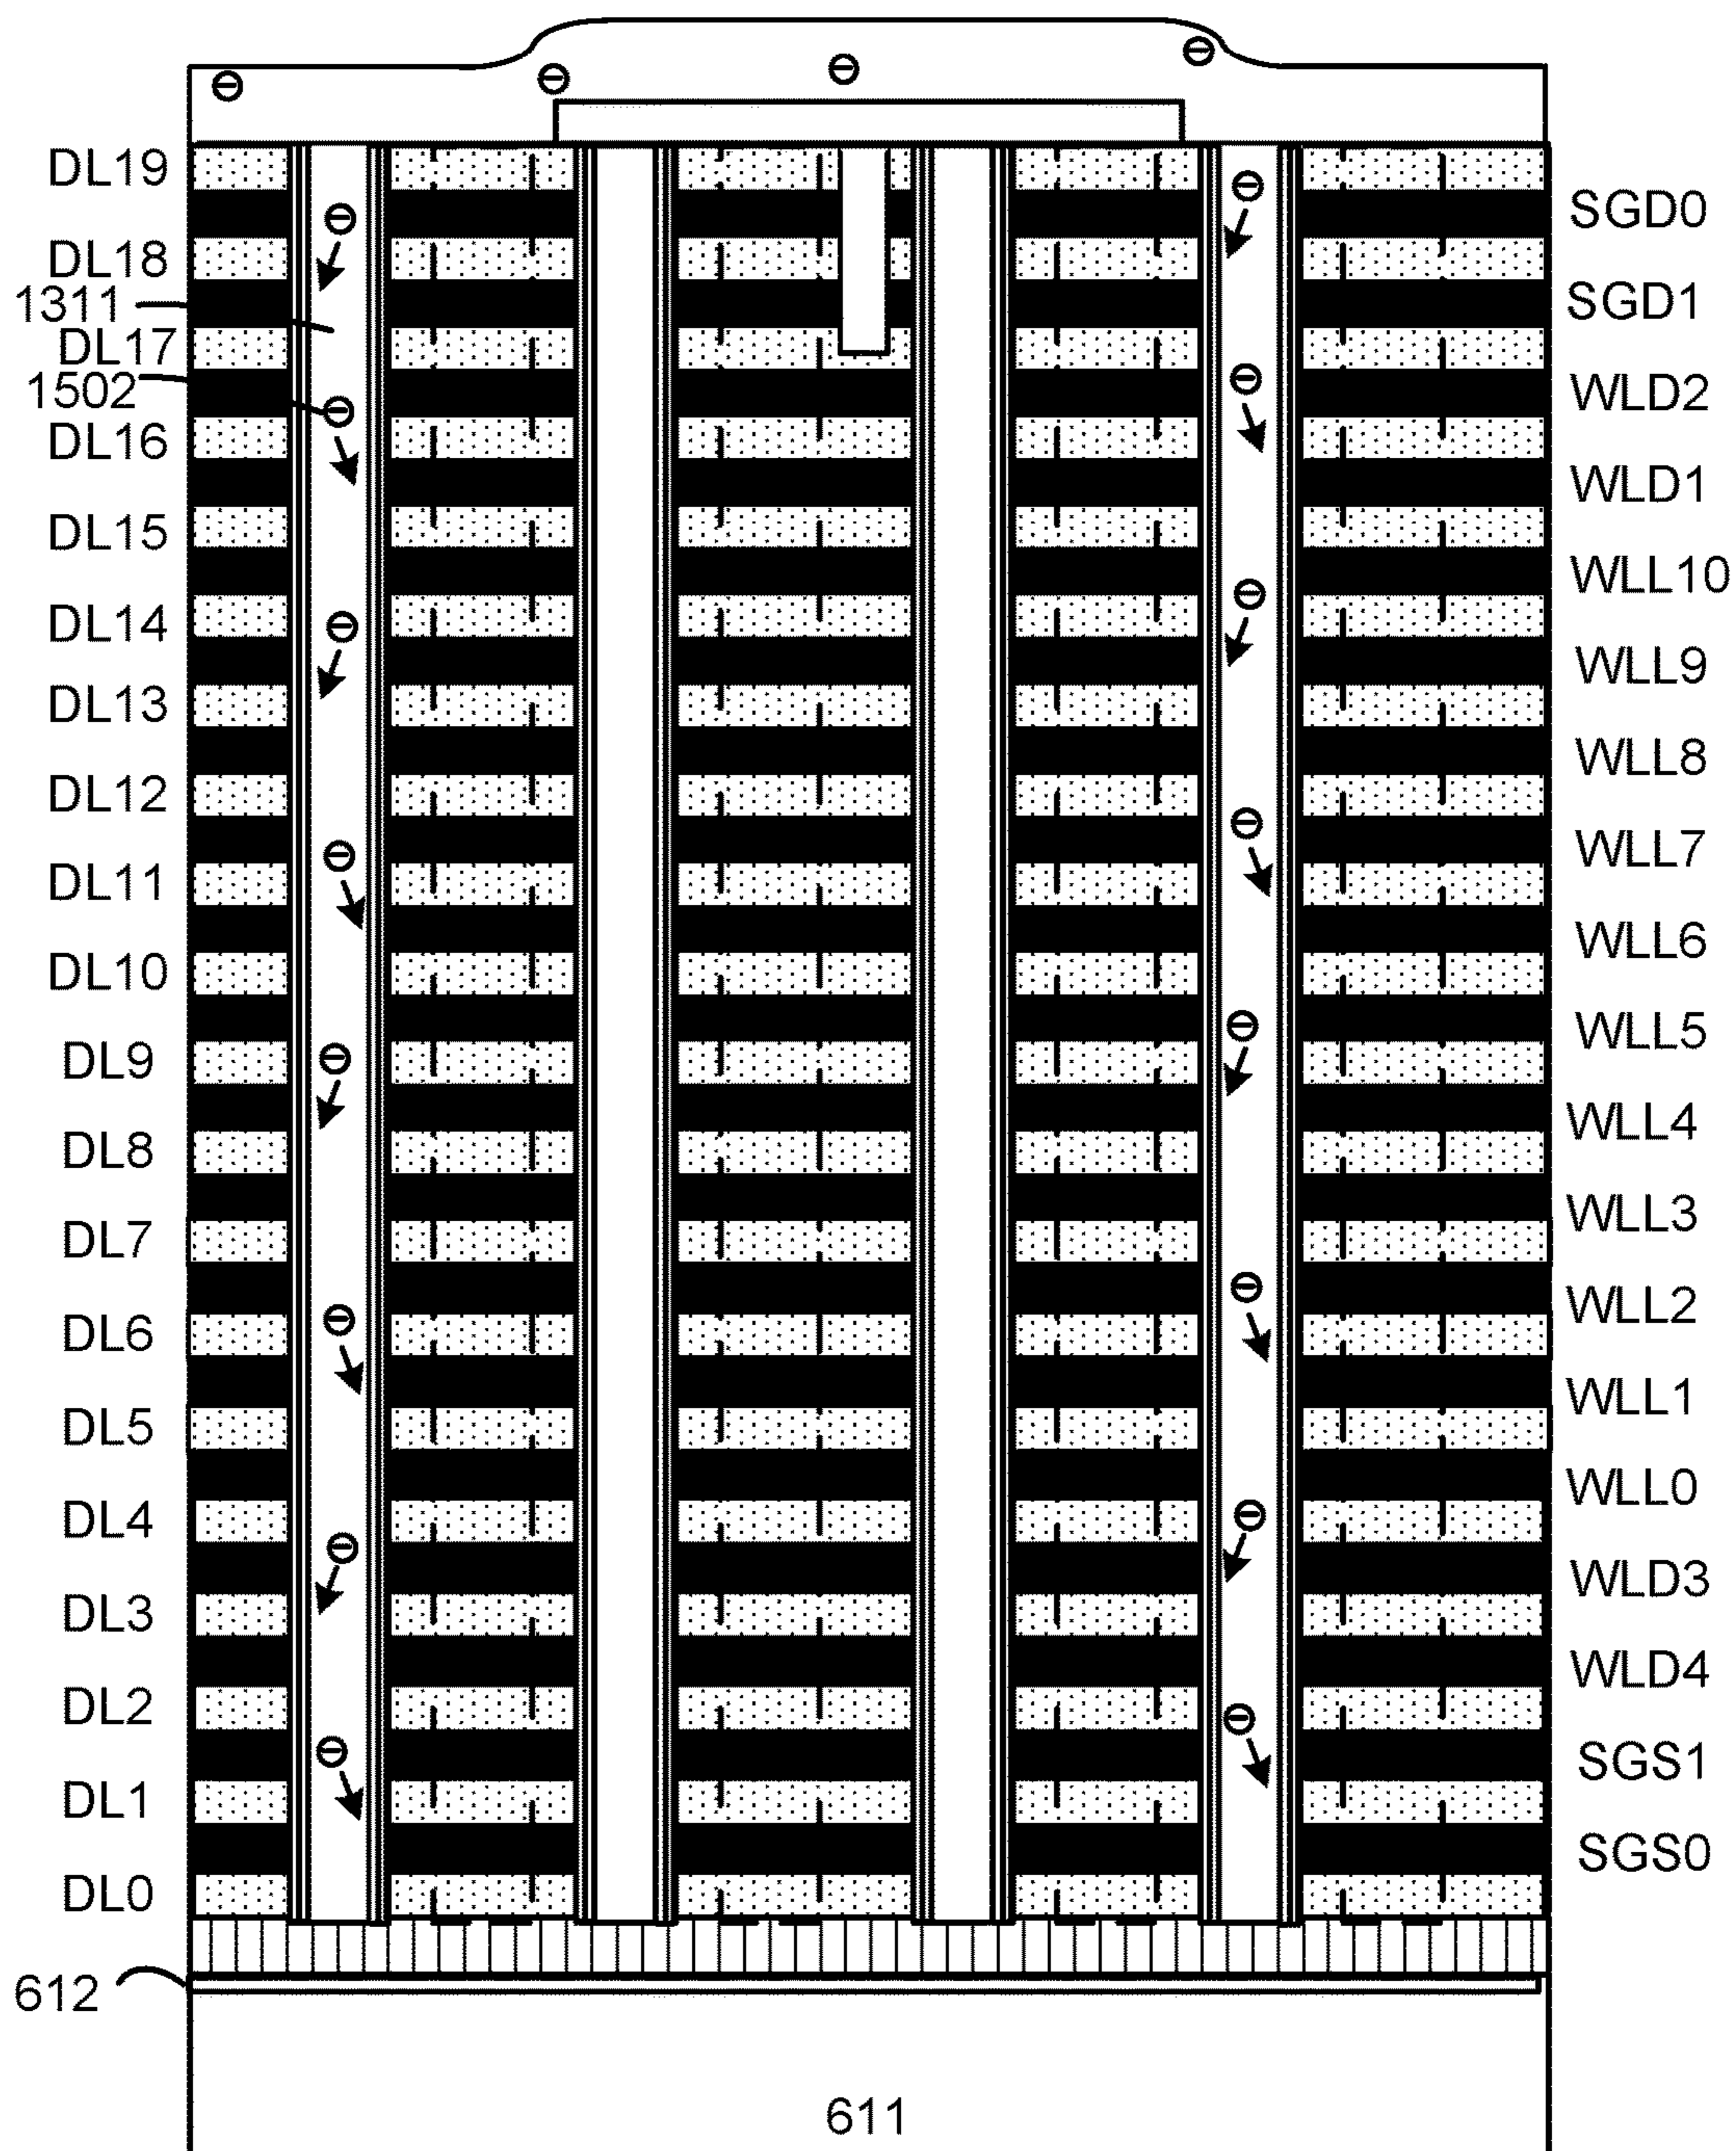 DL19
SGD0
DL18
1311
SGD1
DL17
1502
WLD2
DL16
WLD1
DL15
WLL10
DL14
WLL9
DL13
WLL8
DL12
WLL7
DL11
WLL6
DL10
WLL5
DL9
WLL4
DL8
WLL3
DL7
WLL2
DL6
WLL1
DL5
WLL0
DL4
WLD3
DL3
WLD4
DL2
SGS1
DL1
SGS0
DL0
612
611